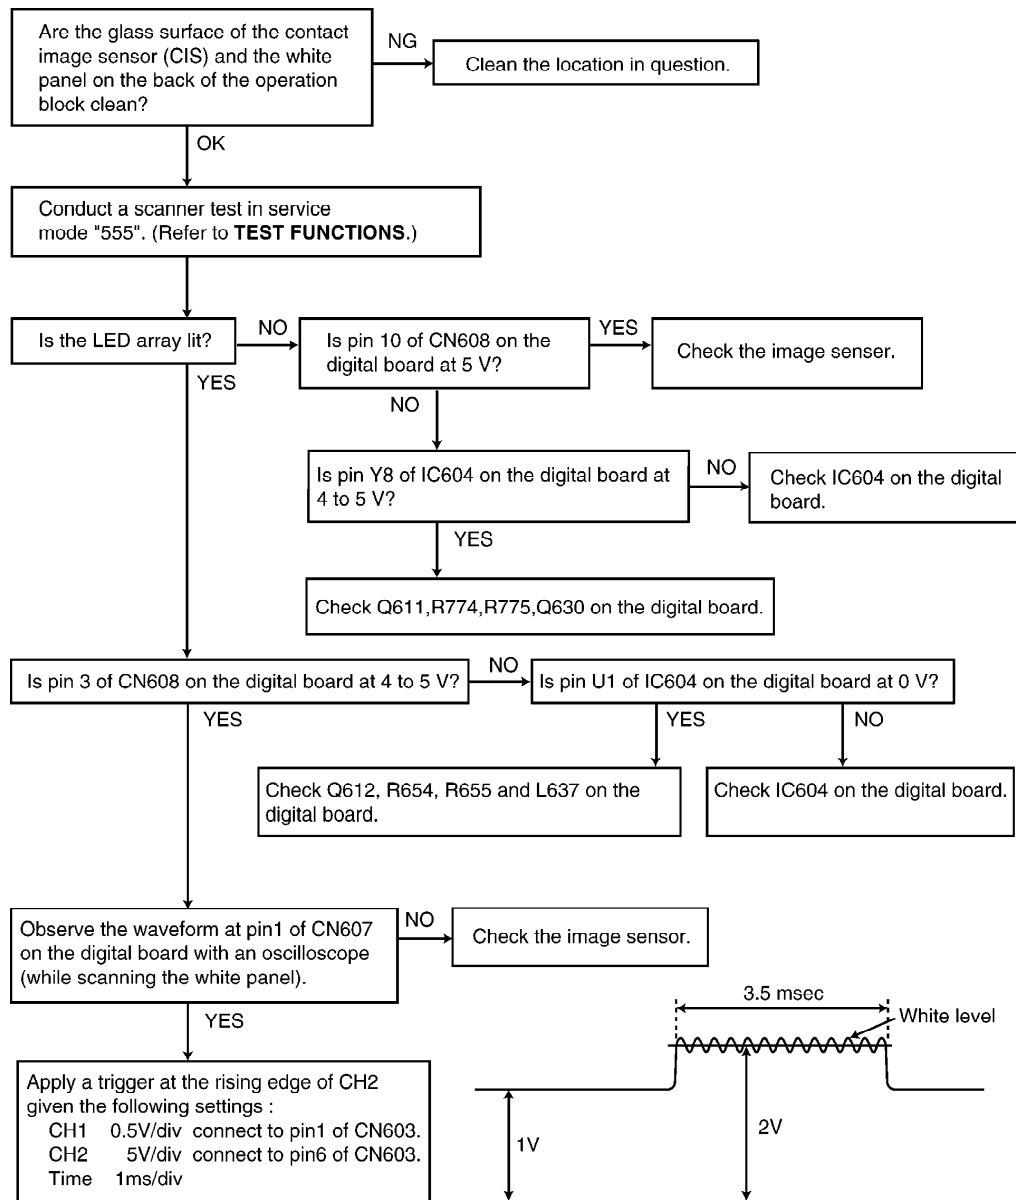 Are the glass surface of the contact
image sensor (CIS) and the white
panel on the back of the operation
block clean?
NG
Clean the location in question.
OK
Conduct a scanner test in service
mode "555". (Refer to TEST FUNCTIONS.)
Is the LED array lit?
NO
Is pin 10 of CN608 on the
digital board at 5 V?
YES
Check the image senser.
YES
NO
Is pin Y8 of IC604 on the digital board at
4 to 5 V?
NO
Check IC604 on the digital
board.
YES
Check Q611,R774,R775,Q630 on the digital board.
Is pin 3 of CN608 on the digital board at 4 to 5 V?
NO
Is pin U1 of IC604 on the digital board at 0 V?
YES
YES
NO
Check Q612, R654, R655 and L637 on the
digital board.
Check IC604 on the digital board.
Observe the waveform at pin1 of CN607
on the digital board with an oscilloscope
(while scanning the white panel).
NO
Check the image sensor.
YES
3.5 msec
White level
1V
2V
Apply a trigger at the rising edge of CH2
given the following settings :
CH1 0.5V/div connect to pin1 of CN603.
CH2 5V/div connect to pin6 of CN603.
Time 1ms/div